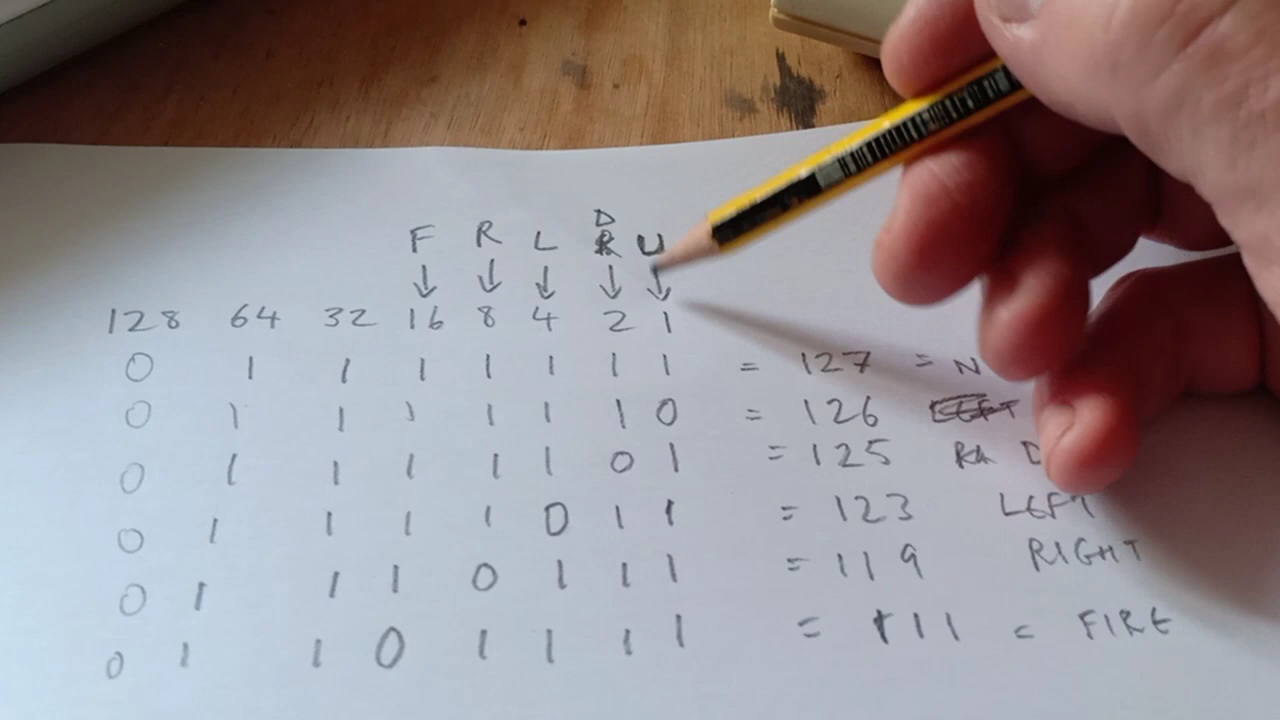 D
F R L U
128 64 32 16 8 4 2 1
0 1 1 1 1 1 1 1 = 127 = N
0 1 1 1 1 1 1 0 = 126
0 1 1 1 1 1 0 1 = 125 D
0 1 1 1 1 0 1 1 = 123 LEFT
0 1 1 1 0 1 1 1 = 119 RIGHT
0 1 1 0 1 1 1 1 = 111 = FIRE